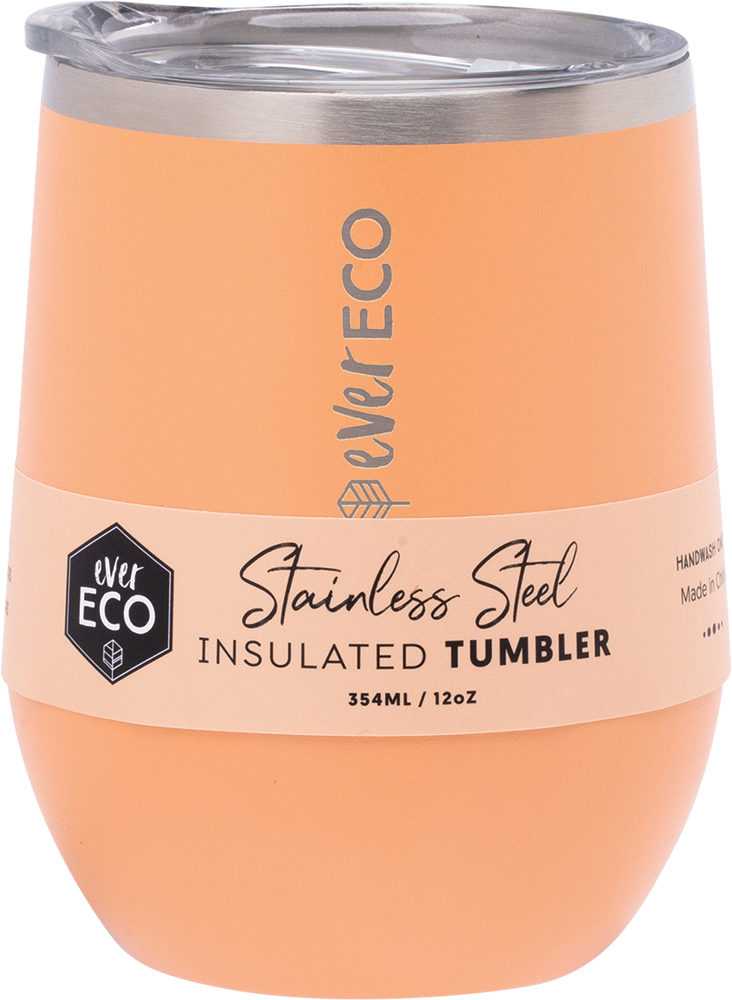 ever ECO
ever
ECO
Stainless Steel
INSULATED TUMBLER
354ML / 12oZ
HANDWASH
Made in